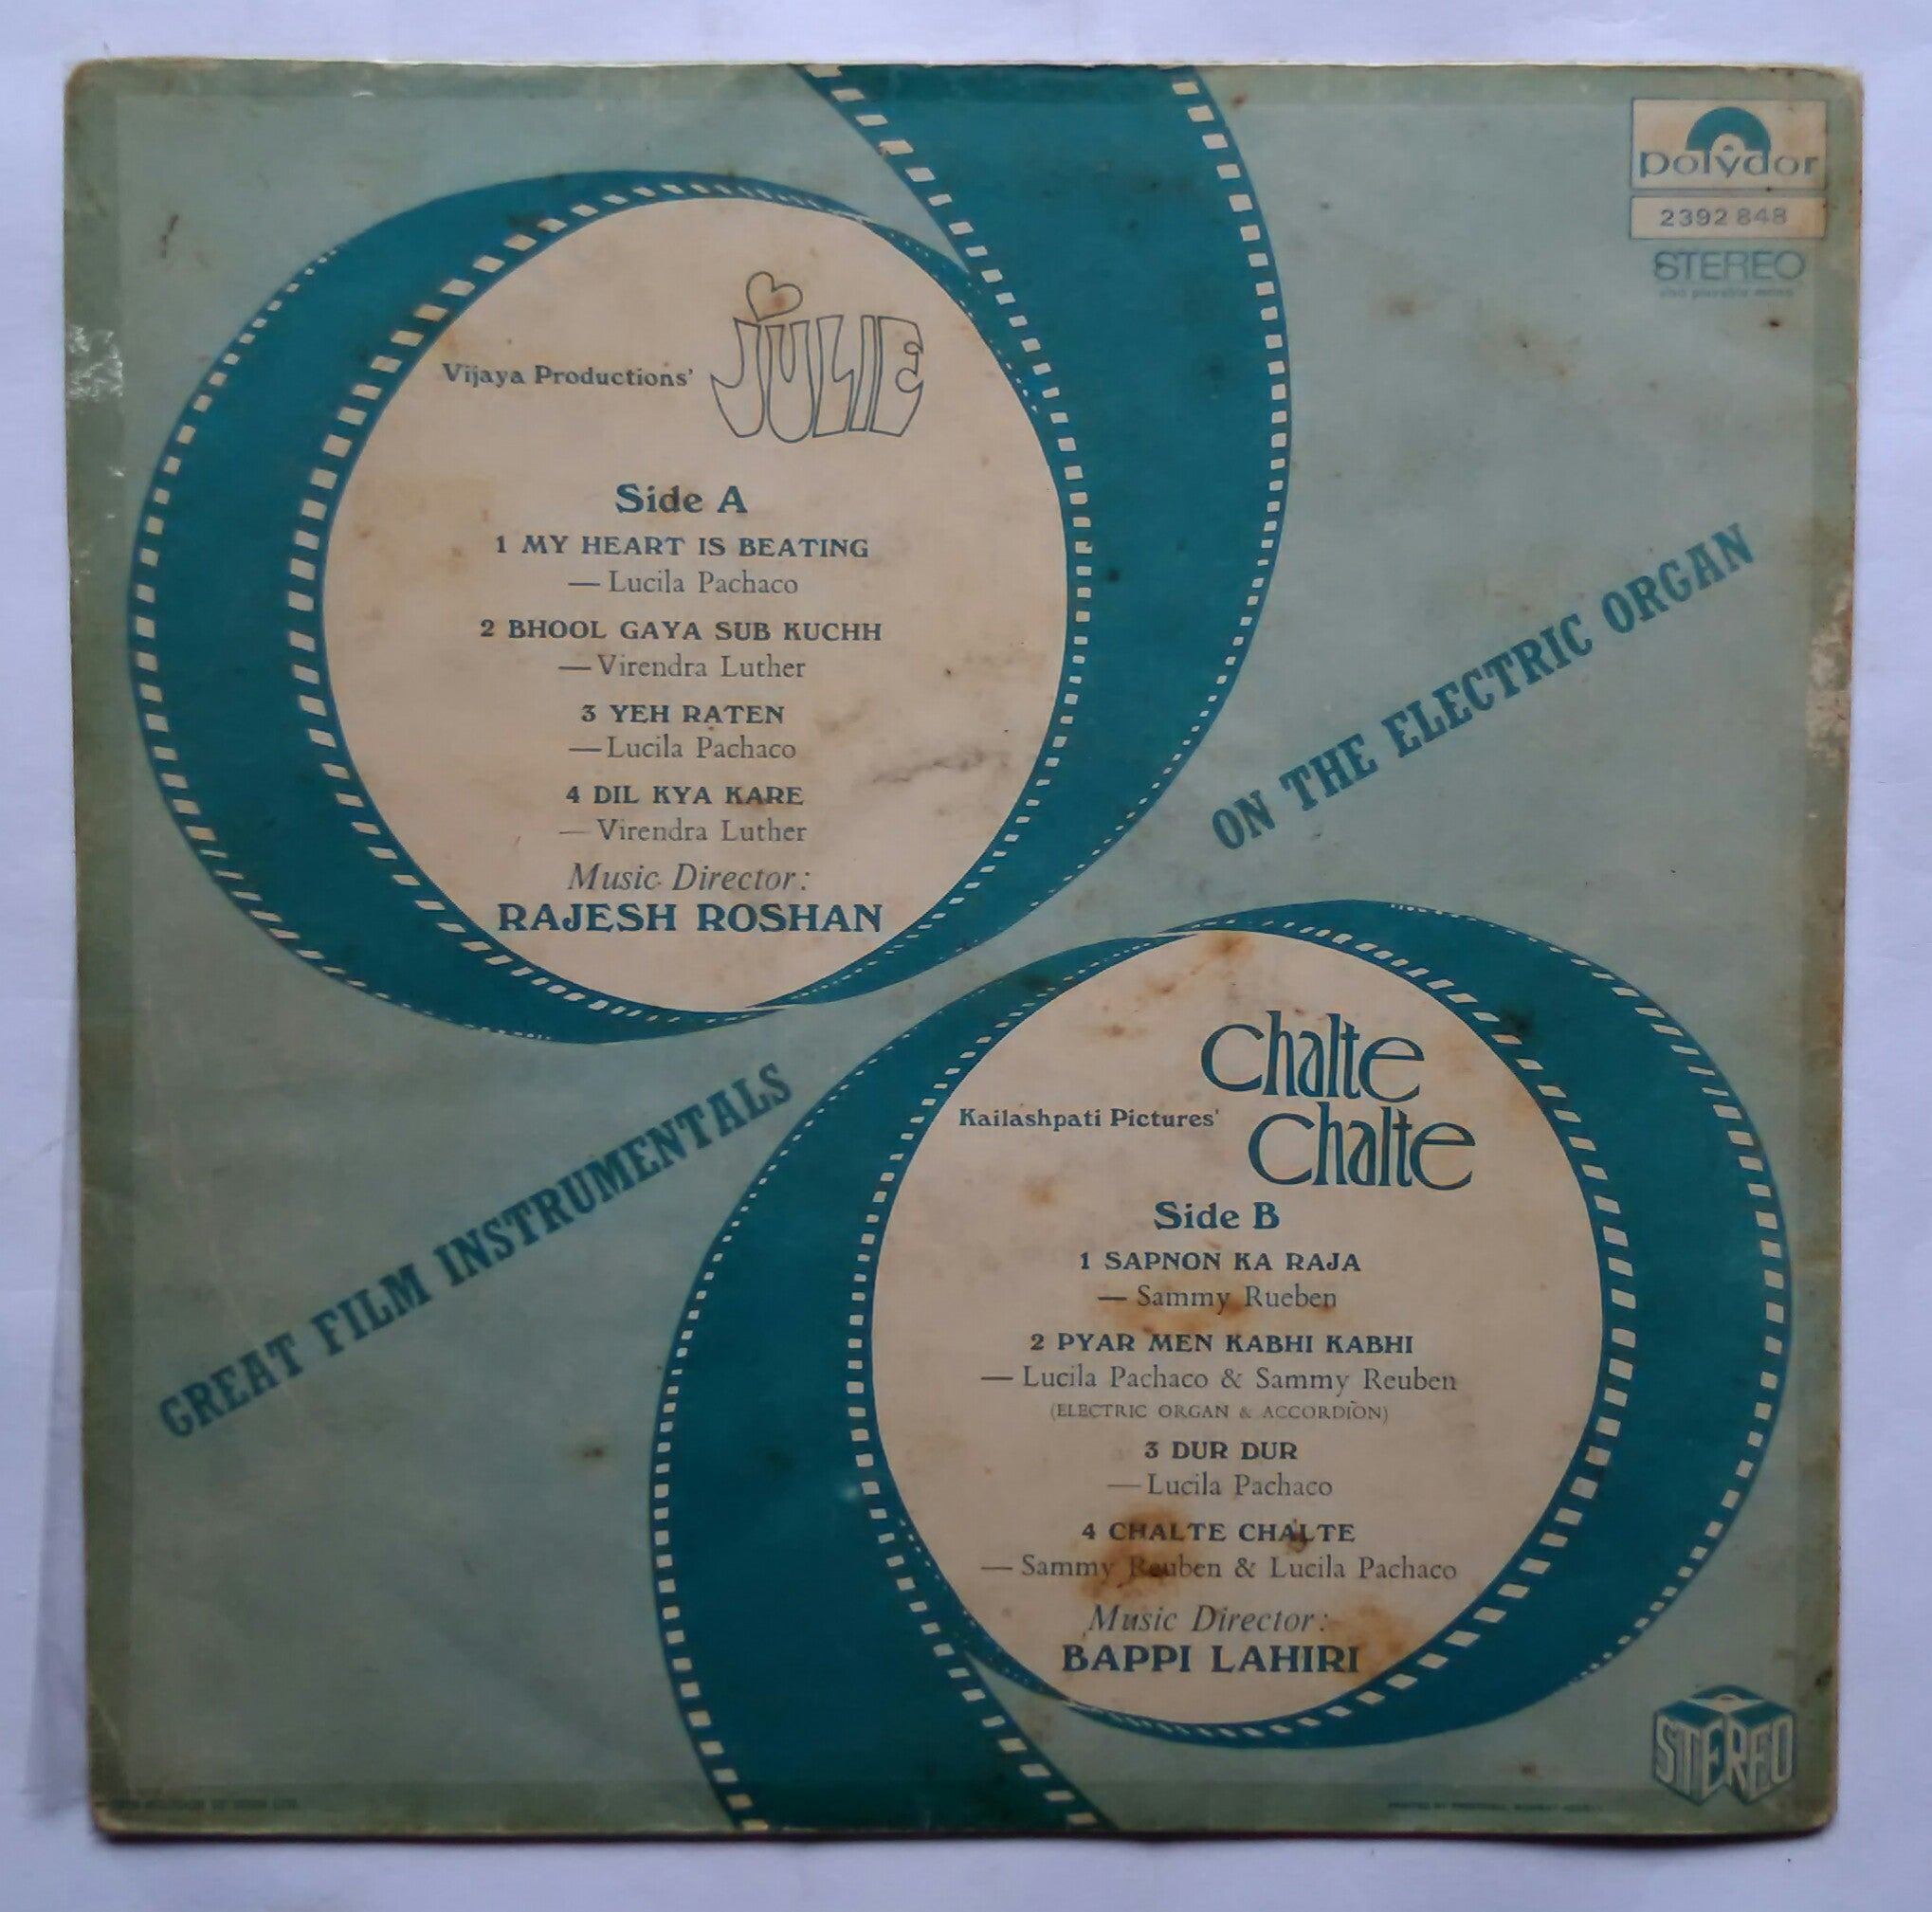 polydor
2392 848
STEREO
also playable mono
Vijaya Productions' JULIE
Side A
1 MY HEART IS BEATING
— Lucila Pachaco
2 BHOOL GAYA SUB KUCHH
— Virendra Luther
3 YEH RATEN
— Lucila Pachaco
4 DIL KYA KARE
— Virendra Luther
Music Director:
RAJESH ROSHAN
ON THE ELECTRIC ORGAN
GREAT FILM INSTRUMENTALS
Chalte
Kailashpati Pictures' Chalte
Side B
1 SAPNON KA RAJA
— Sammy Rueben
2 PYAR MEN KABHI KABHI
— Lucila Pachaco & Sammy Reuben
(ELECTRIC ORGAN & ACCORDION)
3 DUR DUR
— Lucila Pachaco
4 CHALTE CHALTE
— Sammy Reuben & Lucila Pachaco
Music Director:
BAPPI LAHIRI
STEREO